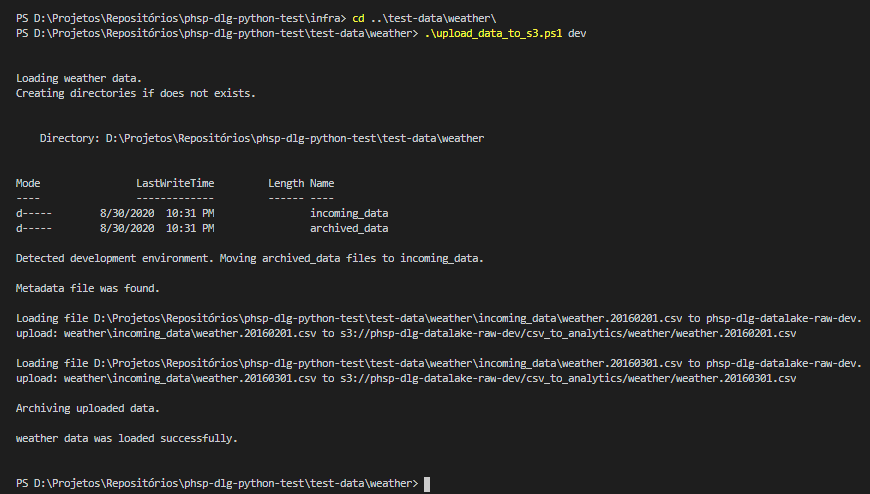 PS D:\Projetos\Repositórios\phsp-dlg-python-test\infra> cd ..\test-data\weather\
PS D:\Projetos\Repositórios\phsp-dlg-python-test\test-data\weather> .\upload_data_to_s3.ps1 dev
Loading weather data.
Creating directories if does not exists.
Directory: D:\Projetos\Repositórios\phsp-dlg-python-test\test-data\weather
Mode LastWriteTime Length Name
---- ------------- ------ ----
d----- 8/30/2020 10:31 PM incoming_data
d----- 8/30/2020 10:31 PM archived_data
Detected development environment. Moving archived_data files to incoming_data.
Metadata file was found.
Loading file D:\Projetos\Repositórios\phsp-dlg-python-test\test-data\weather\incoming_data\weather.20160201.csv to phsp-dlg-datalake-raw-dev.
upload: weather\incoming_data\weather.20160201.csv to s3://phsp-dlg-datalake-raw-dev/csv_to_analytics/weather/weather.20160201.csv
Loading file D:\Projetos\Repositórios\phsp-dlg-python-test\test-data\weather\incoming_data\weather.20160301.csv to phsp-dlg-datalake-raw-dev.
upload: weather\incoming_data\weather.20160301.csv to s3://phsp-dlg-datalake-raw-dev/csv_to_analytics/weather/weather.20160301.csv
Archiving uploaded data.
weather data was loaded successfully.
PS D:\Projetos\Repositórios\phsp-dlg-python-test\test-data\weather>